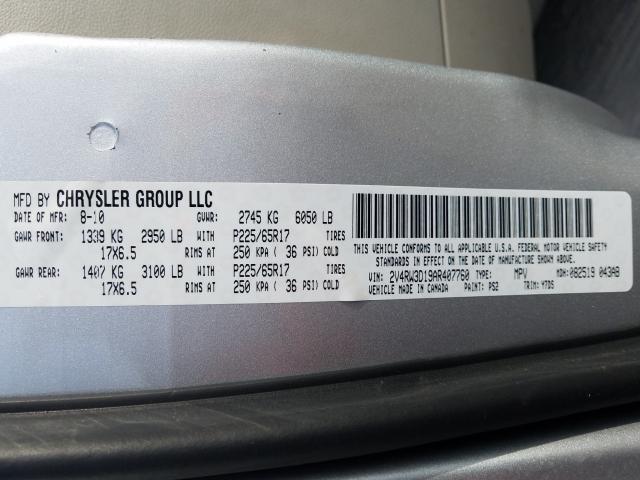 MFD BY CHRYSLER GROUP LLC
DATE OF MFR: 8-10 GVWR: 2745 KG 6050 LB
GAWR FRONT: 1339 KG 2950 LB WITH P225/65R17 TIRES
17X6.5 RIMS AT 250 KPA ( 36 PSI) COLD
GAWR REAR: 1407 KG 3100 LB WITH P225/65R17 TIRES
17X6.5 RIMS AT 250 KPA ( 36 PSI) COLD
THIS VEHICLE CONFORMS TO ALL APPLICABLE U.S.A. FEDERAL MOTOR VEHICLE SAFETY
STANDARDS IN EFFECT ON THE DATE OF MANUFACTURE SHOWN ABOVE.
VIN: 2V4RW3D19AR407760 TYPE: MPV MDH: 082519 043AB
VEHICLE MADE IN CANADA PAINT: PS2 TRIM: Y7D5